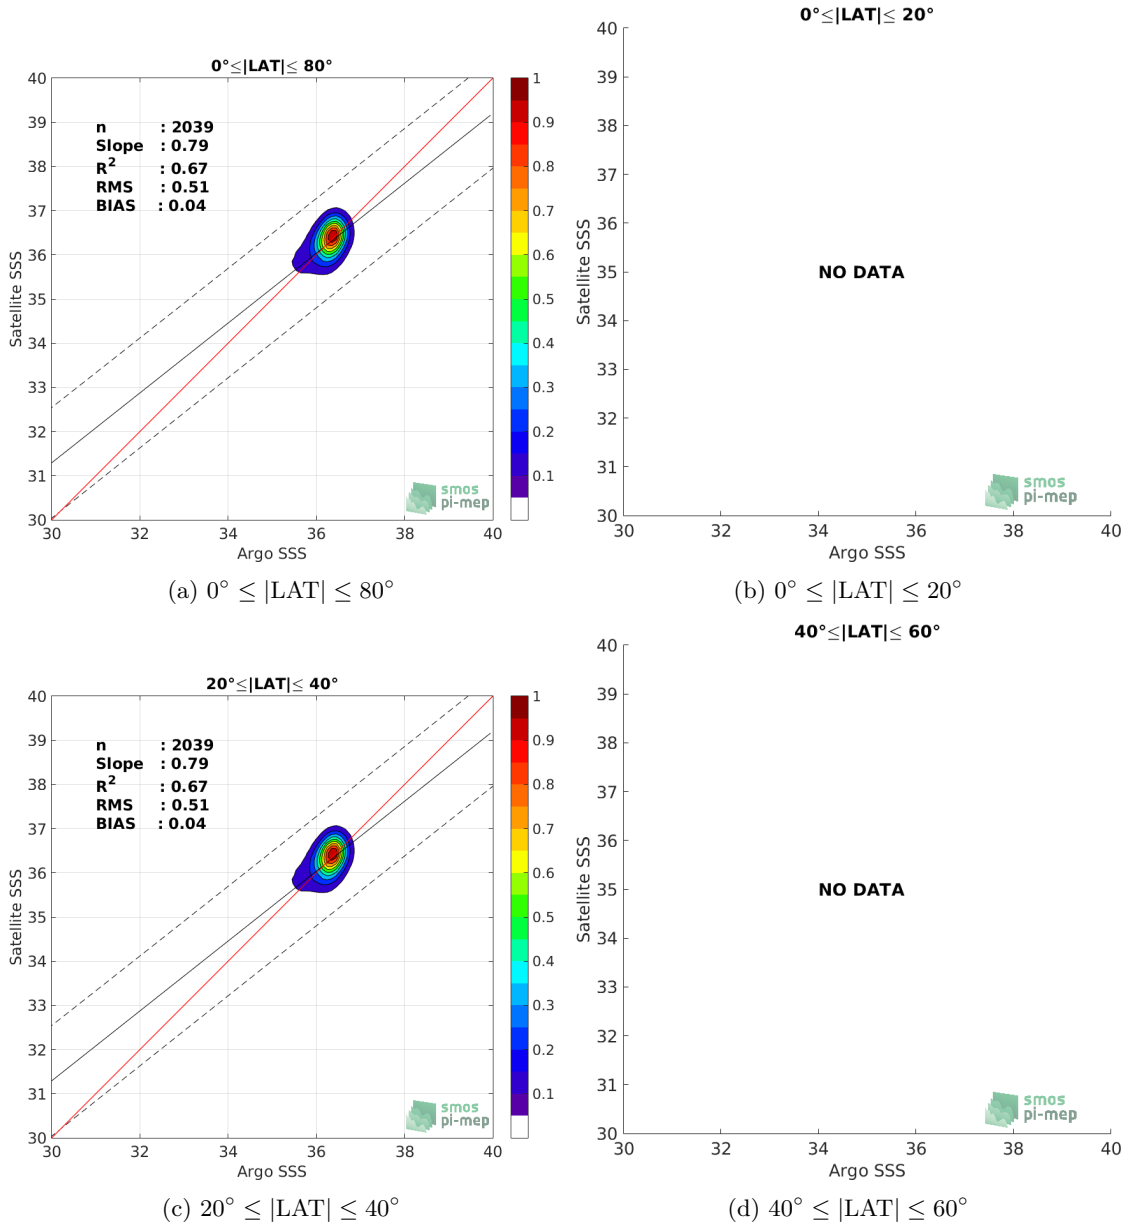 0°≤|LAT|≤ 80°
n : 2039
Slope : 0.79
R2 : 0.67
RMS : 0.51
BIAS : 0.04
40
39
38
37
36
35
34
33
32
31
30
30 32 34 36 38 40
Satellite SSS
Argo SSS
1
0.9
0.8
0.7
0.6
0.5
0.4
0.3
0.2
0.1
smos
pi-mep
(a) 0° ≤ |LAT| ≤ 80°
0°≤|LAT|≤ 20°
40
39
38
37
36
35
34
33
32
31
30
30 32 34 36 38 40
Satellite SSS
Argo SSS
NO DATA
smos
pi-mep
(b) 0° ≤ |LAT| ≤ 20°
20°≤|LAT|≤ 40°
n : 2039
Slope : 0.79
R2 : 0.67
RMS : 0.51
BIAS : 0.04
40
39
38
37
36
35
34
33
32
31
30
30 32 34 36 38 40
Satellite SSS
Argo SSS
1
0.9
0.8
0.7
0.6
0.5
0.4
0.3
0.2
0.1
smos
pi-mep
(c) 20° ≤ |LAT| ≤ 40°
40°≤|LAT|≤ 60°
40
39
38
37
36
35
34
33
32
31
30
30 32 34 36 38 40
Satellite SSS
Argo SSS
NO DATA
smos
pi-mep
(d) 40° ≤ |LAT| ≤ 60°